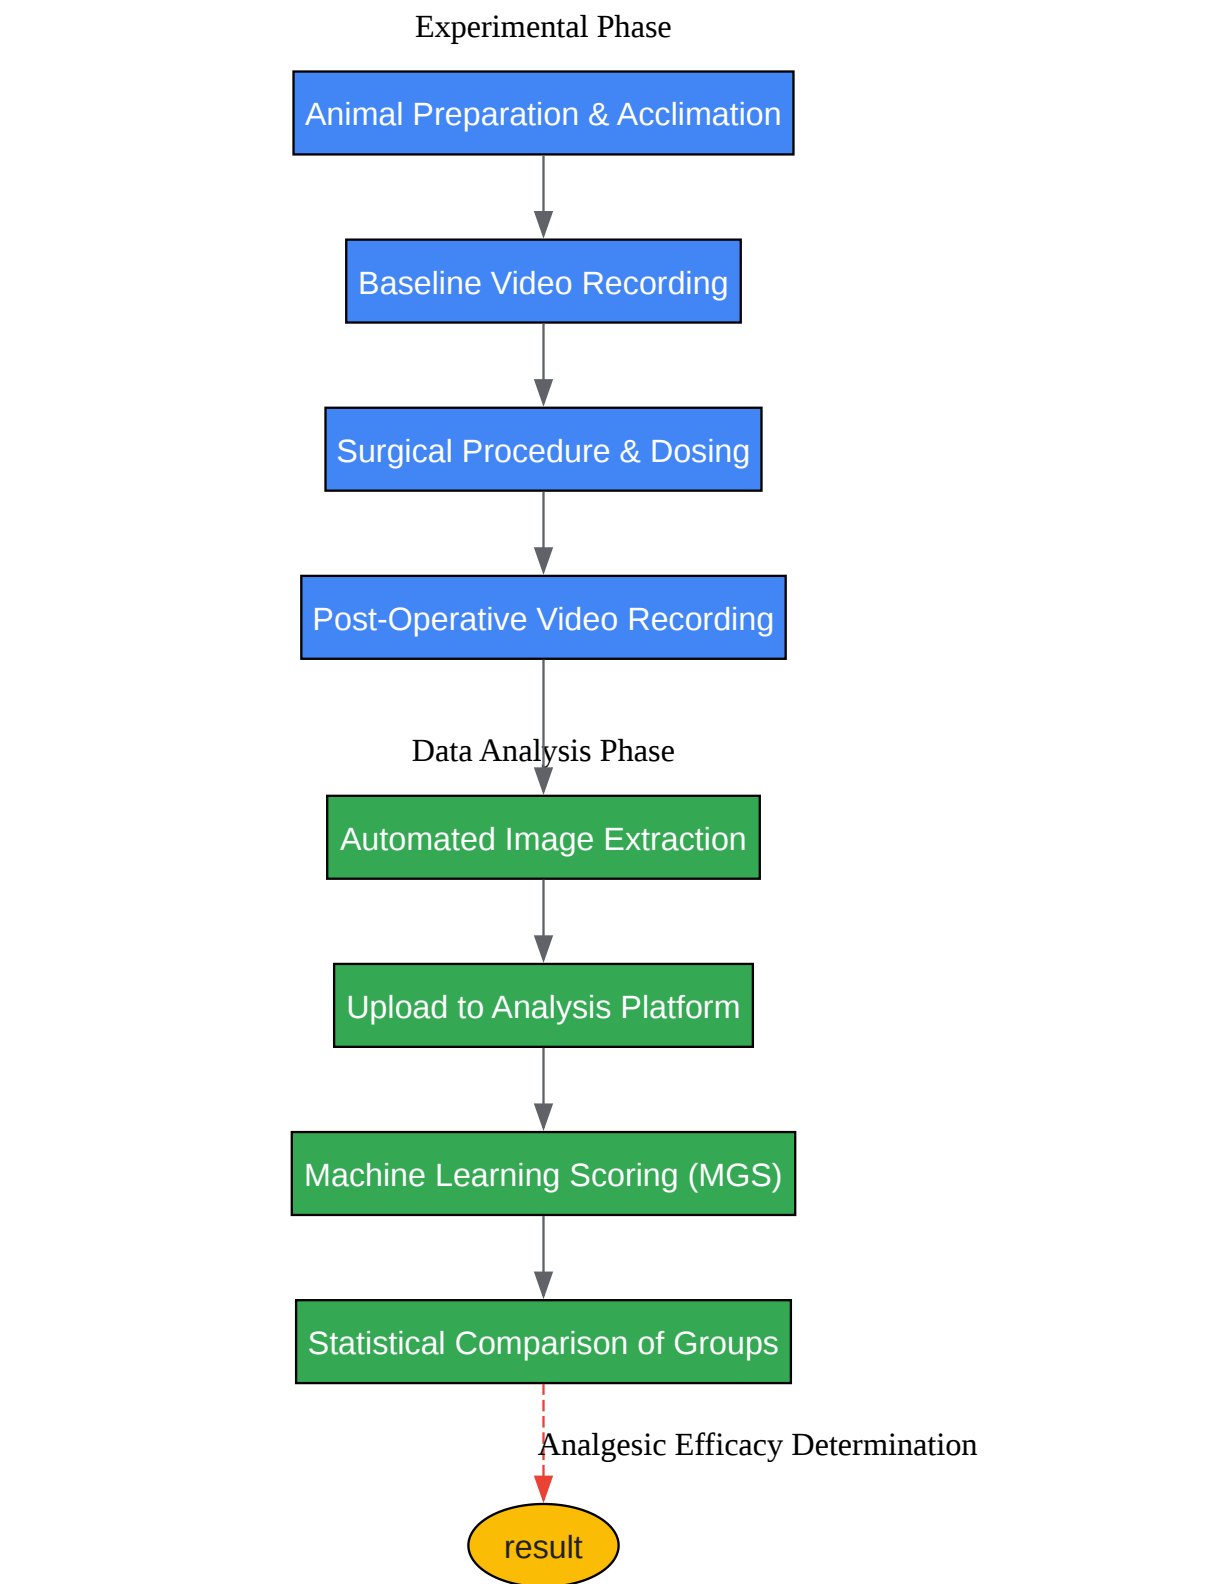 Experimental Phase
Animal Preparation & Acclimation
Baseline Video Recording
Surgical Procedure & Dosing
Post-Operative Video Recording
Data Analysis Phase
Automated Image Extraction
Upload to Analysis Platform
Machine Learning Scoring (MGS)
Statistical Comparison of Groups
Analgesic Efficacy Determination
result